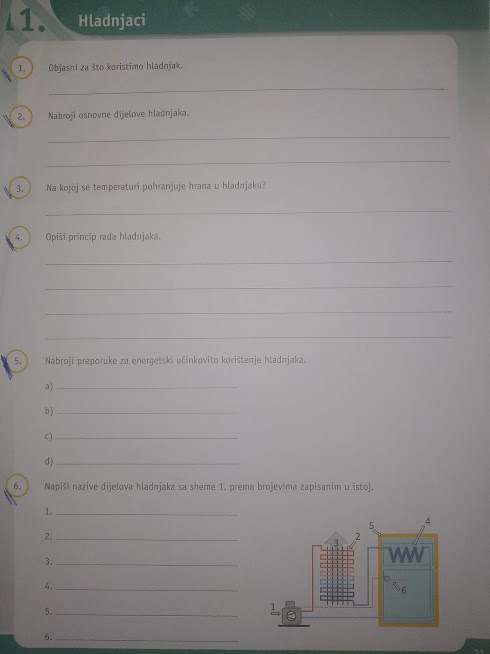 11. Hladnjaci
1. Objasni za što koristimo hladnjak.
2. Nabroji osnovne dijelove hladnjaka.
3. Na kojoj se temperaturi pohranjuje hrana u hladnjaku?
4. Opiši princip rada hladnjaka.
5. Nabroji preporuke za energetski učinkovito korištenje hladnjaka.
a)
b)
c)
d)
6. Napiši nazive dijelova hladnjaka sa sheme 1. prema brojevima zapisanim u istoj.
1.
2.
3.
4.
5.
6.
5
4
2
3
6
1